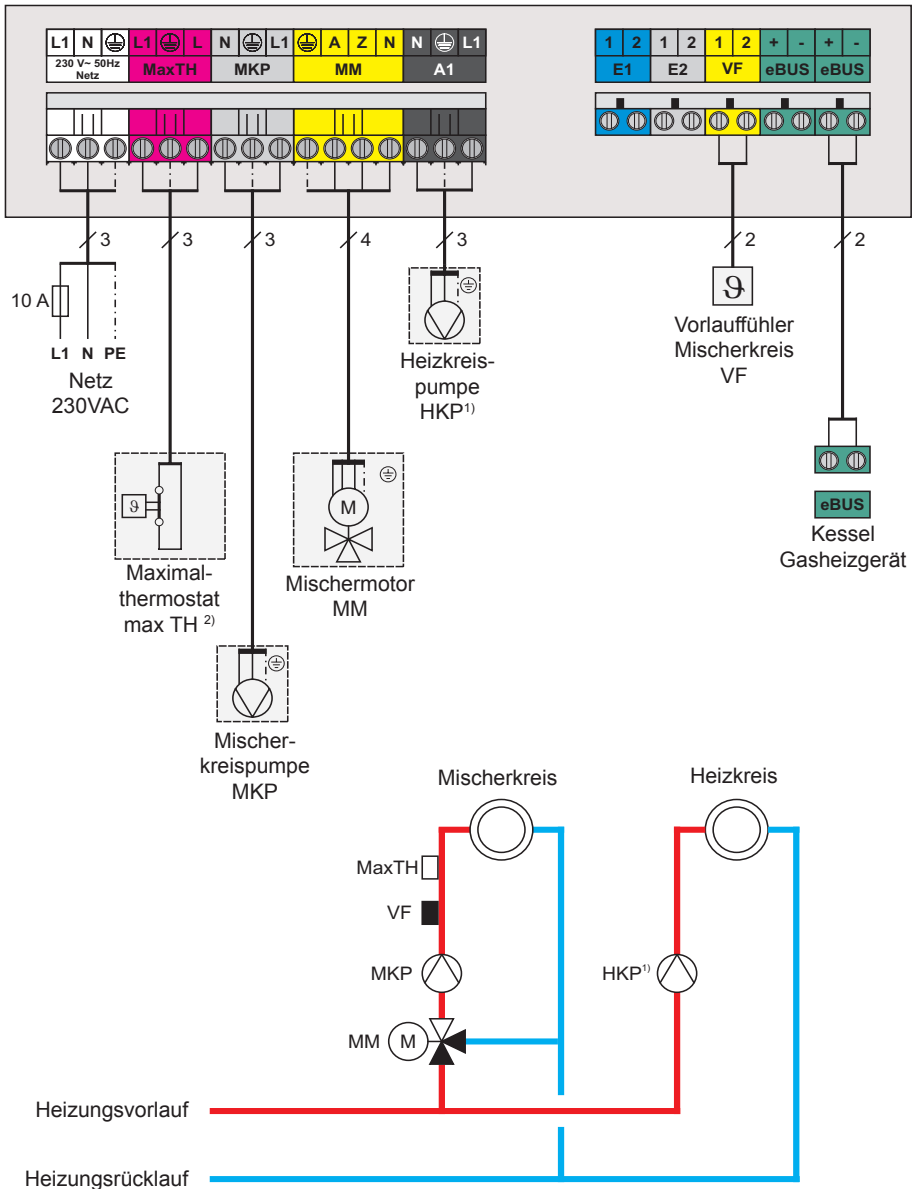 L1 N L1 L N L1 A Z N N L1
230 V~ 50Hz
Netz
MaxTH MKP MM A1
1 2 1 2 1 2 + - + -
E1 E2 VF eBUS eBUS
3 3 3 4 3 2 2
10 A
L1 N PE
Netz
230VAC
Heizkreis-
pumpe
HKP1)
ϑ
Vorlauffühler
Mischerkreis
VF
ϑ
Maximal-
thermostat
max TH 2)
M
Mischermotor
MM
eBUS
Kessel
Gasheizgerät
Mischer-
kreispumpe
MKP
Mischerkreis
Heizkreis
MaxTH
VF
MKP
HKP1)
MM M
Heizungsvorlauf
Heizungsrücklauf